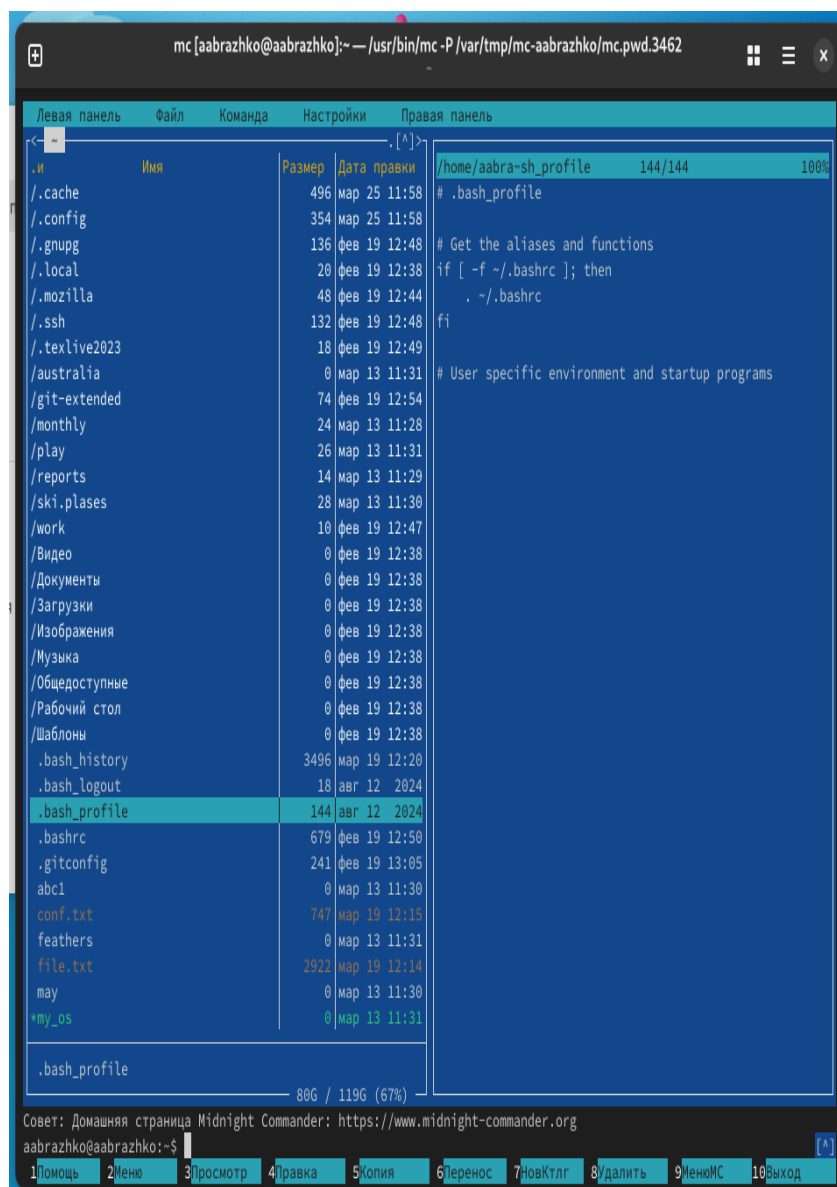 mc [aabrazhko@aabrazhko]:~ — /usr/bin/mc -P /var/tmp/mc-aabrazhko/mc.pwd.3462
~
Левая панель Файл Команда Настройки Правая панель
<- ~ .[^]>
.и Имя Размер Дата правки
/.cache 496 мар 25 11:58
/.config 354 мар 25 11:58
/.gnupg 136 фев 19 12:48
/.local 20 фев 19 12:38
/.mozilla 48 фев 19 12:44
/.ssh 132 фев 19 12:48
/.texlive2023 18 фев 19 12:49
/australia 0 мар 13 11:31
/git-extended 74 фев 19 12:54
/monthly 24 мар 13 11:28
/play 26 мар 13 11:31
/reports 14 мар 13 11:29
/ski.plases 28 мар 13 11:30
/work 10 фев 19 12:47
/Видео 0 фев 19 12:38
/Документы 0 фев 19 12:38
/Загрузки 0 фев 19 12:38
/Изображения 0 фев 19 12:38
/Музыка 0 фев 19 12:38
/Общедоступные 0 фев 19 12:38
/Рабочий стол 0 фев 19 12:38
/Шаблоны 0 фев 19 12:38
.bash_history 3496 мар 19 12:20
.bash_logout 18 авг 12 2024
.bash_profile 144 авг 12 2024
.bashrc 679 фев 19 12:50
.gitconfig 241 фев 19 13:05
abc1 0 мар 13 11:30
conf.txt 747 мар 19 12:15
feathers 0 мар 13 11:31
file.txt 2922 мар 19 12:14
may 0 мар 13 11:30
*my_os 0 мар 13 11:31
.bash_profile
80G / 119G (67%)
/home/aabra~sh_profile 144/144 100%
# .bash_profile
# Get the aliases and functions
if [ -f ~/.bashrc ]; then
. ~/.bashrc
fi
# User specific environment and startup programs
Совет: Домашняя страница Midnight Commander: https://www.midnight-commander.org
aabrazhko@aabrazhko:~$ [^]
1Помощь 2Меню 3Просмотр 4Правка 5Копия 6Перенос 7НовКтлг 8Удалить 9МенюМС 10Выход